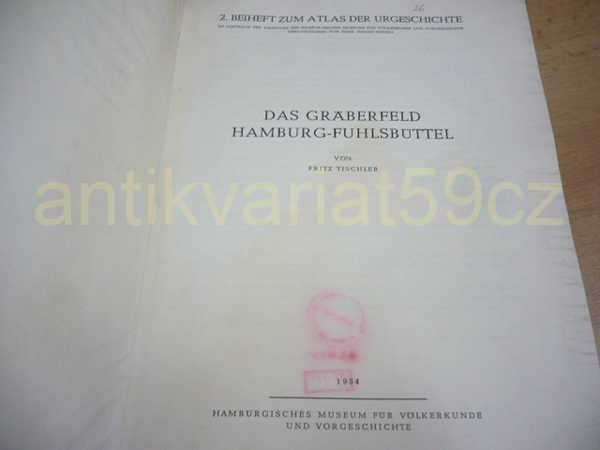 26
2. BEIHEFT ZUM ATLAS DER URGESCHICHTE
DAS GRÄBERFELD
HAMBURG-FUHLSBÜTTEL
VON
FRITZ TISCHLER
antikvariat59cz
1954
HAMBURGISCHES MUSEUM FÜR VÖLKERKUNDE
UND VORGESCHICHTE